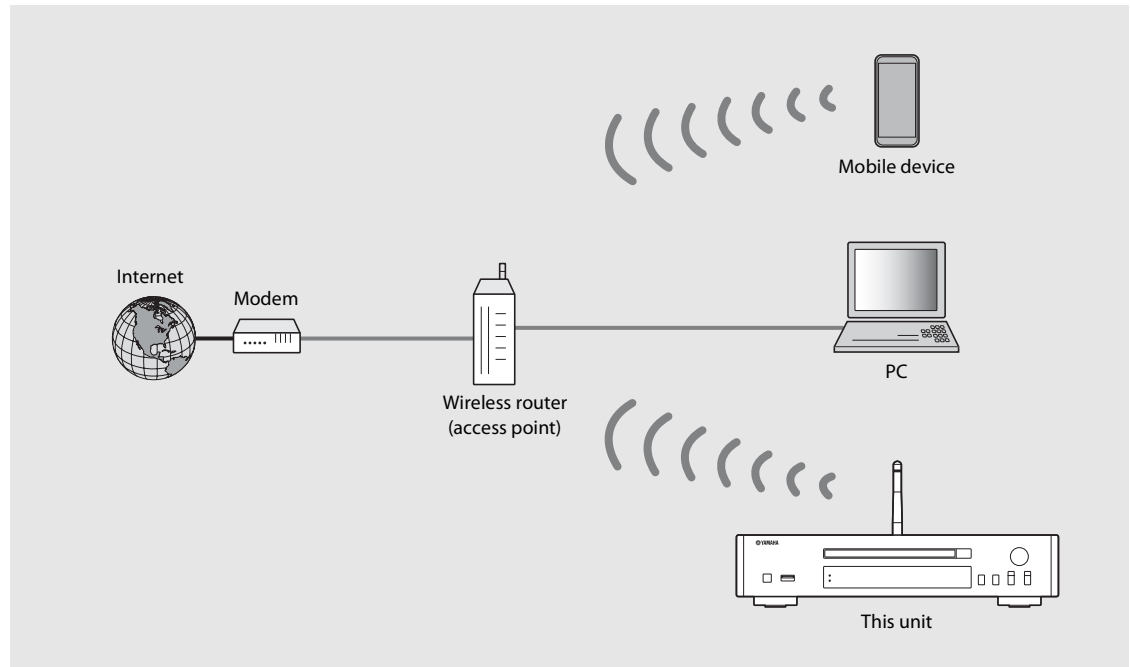 Mobile device
Internet
Modem
PC
Wireless router
(access point)
YAMAHA
This unit